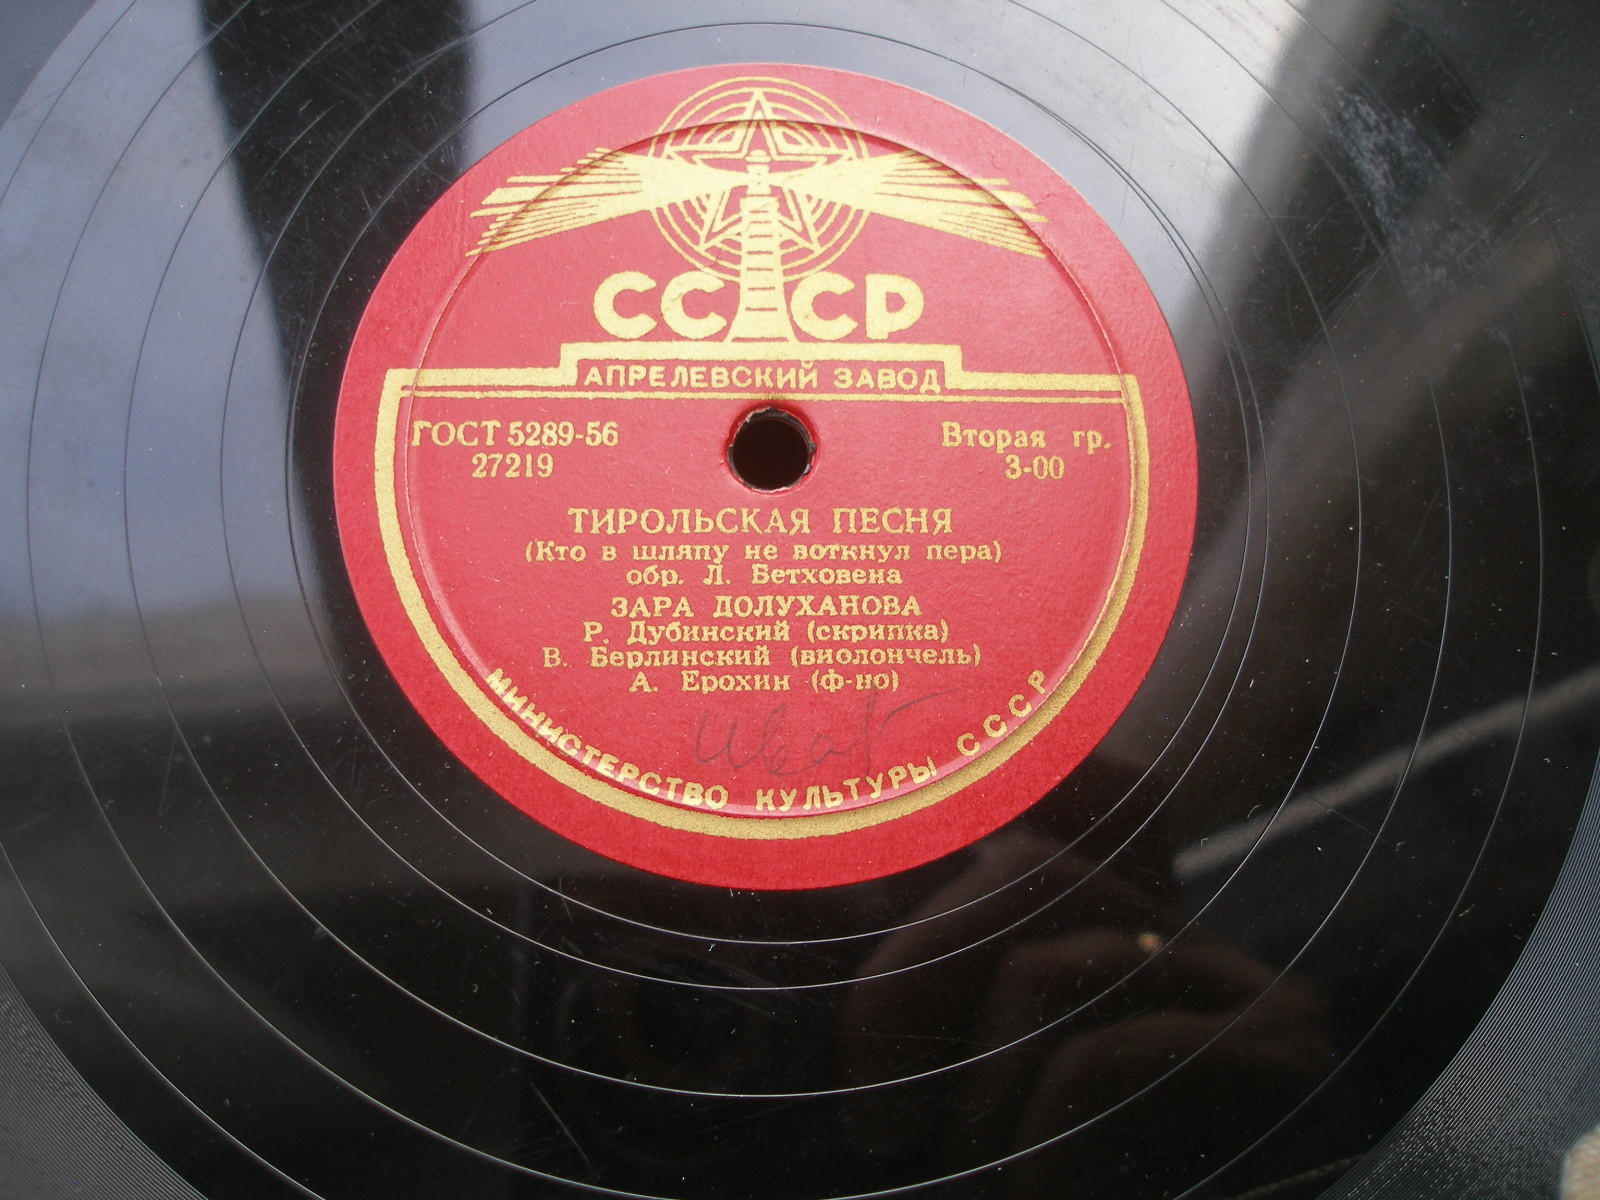 СССР
АПРЕЛЕВСКИЙ ЗАВОД
ГОСТ 5289-56
27219
Вторая гр.
3-00
ТИРОЛЬСКАЯ ПЕСНЯ
(Кто в шляпу не воткнул пера)
обр. Л. Бетховена
ЗАРА ДОЛУХАНОВА
Р. Дубинский (скрипка)
В. Берлинский (виолончель)
А. Ерохин (ф-но)
МИНИСТЕРСТВО КУЛЬТУРЫ СССР